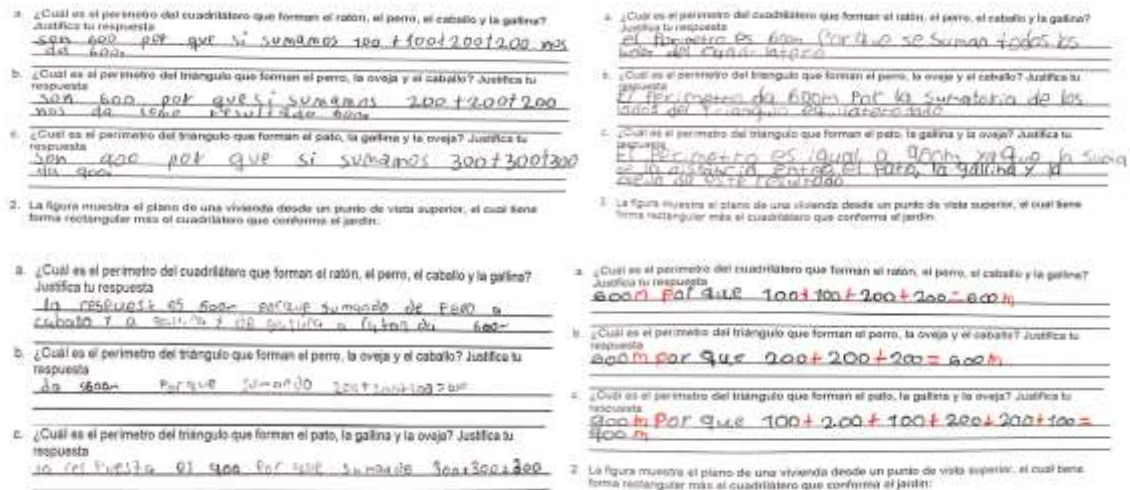 a. ¿Cuál es el perímetro del cuadrilátero que forman el ratón, el perro, el caballo y la gallina?
Justifica tu respuesta
son 600 por que si sumamos 100 + 100+200+200 nos
da 600m
b. ¿Cuál es el perímetro del triángulo que forman el perro, la oveja y el caballo? Justifica tu
respuesta
son 600 por que si sumamos 200 +200+200
nos da como resultado 600m
c. ¿Cuál es el perímetro del triángulo que forman el pato, la gallina y la oveja? Justifica tu
respuesta
son 900 por que si sumamos 300+300+300
da 900m
2. La figura muestra el plano de una vivienda desde un punto de vista superior, el cual tiene
forma rectangular más el cuadrilátero que conforma el jardín:
a. ¿Cuál es el perímetro del cuadrilátero que forman el ratón, el perro, el caballo y la gallina?
Justifica tu respuesta
el Perimetro es 600m Porque se suman todos los
lados del cuadrilatero
b. ¿Cuál es el perímetro del triángulo que forman el perro, la oveja y el caballo? Justifica tu
respuesta
El Perimetro da 600m Por la sumatoria de los
lados del triangulo
c. ¿Cuál es el perímetro del triángulo que forman el pato, la gallina y la oveja? Justifica tu
respuesta
El Perimetro es igual a 900m ya que la suma
de la distancia entre el Pato, la gallina y la
oveja da este resultado
2. La figura muestra el plano de una vivienda desde un punto de vista superior, el cual tiene
forma rectangular más el cuadrilátero que conforma el jardín:
a. ¿Cuál es el perímetro del cuadrilátero que forman el ratón, el perro, el caballo y la gallina?
Justifica tu respuesta
la respuest es 600m porque sumando de Perro a
caballo y a gallina y de gallina a raton da 600m
b. ¿Cuál es el perímetro del triángulo que forman el perro, la oveja y el caballo? Justifica tu
respuesta
da Porque sumando
c. ¿Cuál es el perímetro del triángulo que forman el pato, la gallina y la oveja? Justifica tu
respuesta
la respuesta es 900 Por que sumando 300+300+300
a. ¿Cuál es el perímetro del cuadrilátero que forman el ratón, el perro, el caballo y la gallina?
Justifica tu respuesta
600m Por que 100+100+200+200=600m
b. ¿Cuál es el perímetro del triángulo que forman el perro, la oveja y el caballo? Justifica tu
respuesta
600m por que 200+200+200=600m
c. ¿Cuál es el perímetro del triángulo que forman el pato, la gallina y la oveja? Justifica tu
respuesta
900m Por que 100+200+100+200+200+100=
900 m
2. La figura muestra el plano de una vivienda desde un punto de vista superior, el cual tiene
forma rectangular más el cuadrilátero que conforma el jardín: